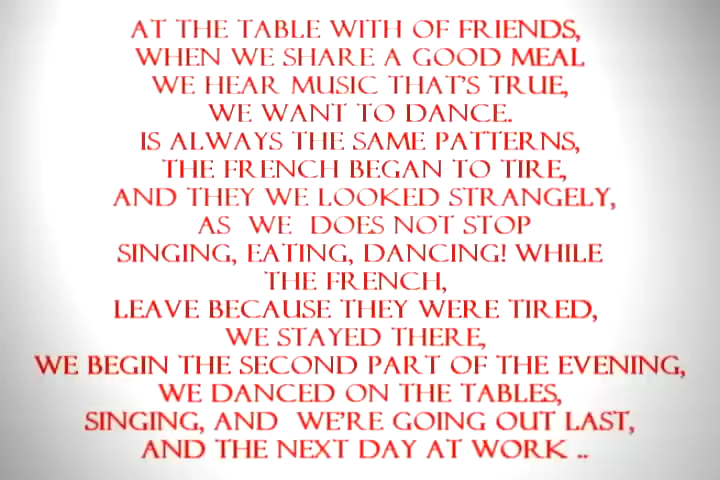 AT THE TABLE WITH OF FRIENDS,
WHEN WE SHARE A GOOD MEAL
WE HEAR MUSIC THAT'S TRUE,
WE WANT TO DANCE.
IS ALWAYS THE SAME PATTERNS,
THE FRENCH BEGAN TO TIRE,
AND THEY WE LOOKED STRANGELY,
AS WE DOES NOT STOP
SINGING, EATING, DANCING! WHILE
THE FRENCH,
LEAVE BECAUSE THEY WERE TIRED,
WE STAYED THERE,
WE BEGIN THE SECOND PART OF THE EVENING,
WE DANCED ON THE TABLES,
SINGING, AND WE'RE GOING OUT LAST,
AND THE NEXT DAY AT WORK ..